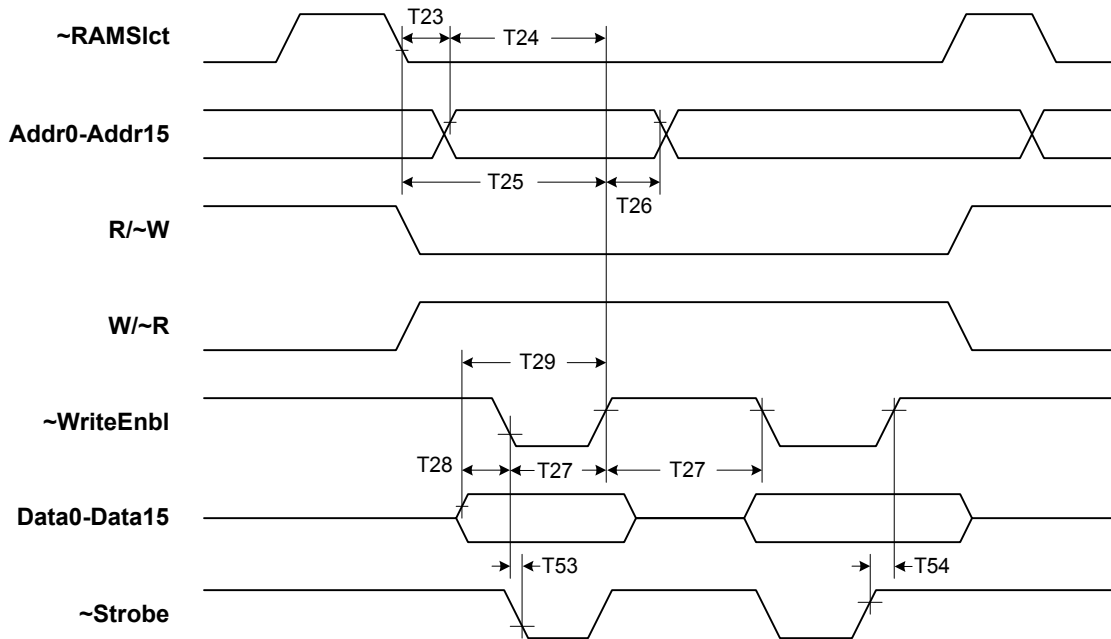 T23
~RAMSlct
T24
Addr0-Addr15
T25
T26
R/~W
W/~R
T29
~WriteEnbl
T28
T27
T27
Data0-Data15
T53
T54
~Strobe